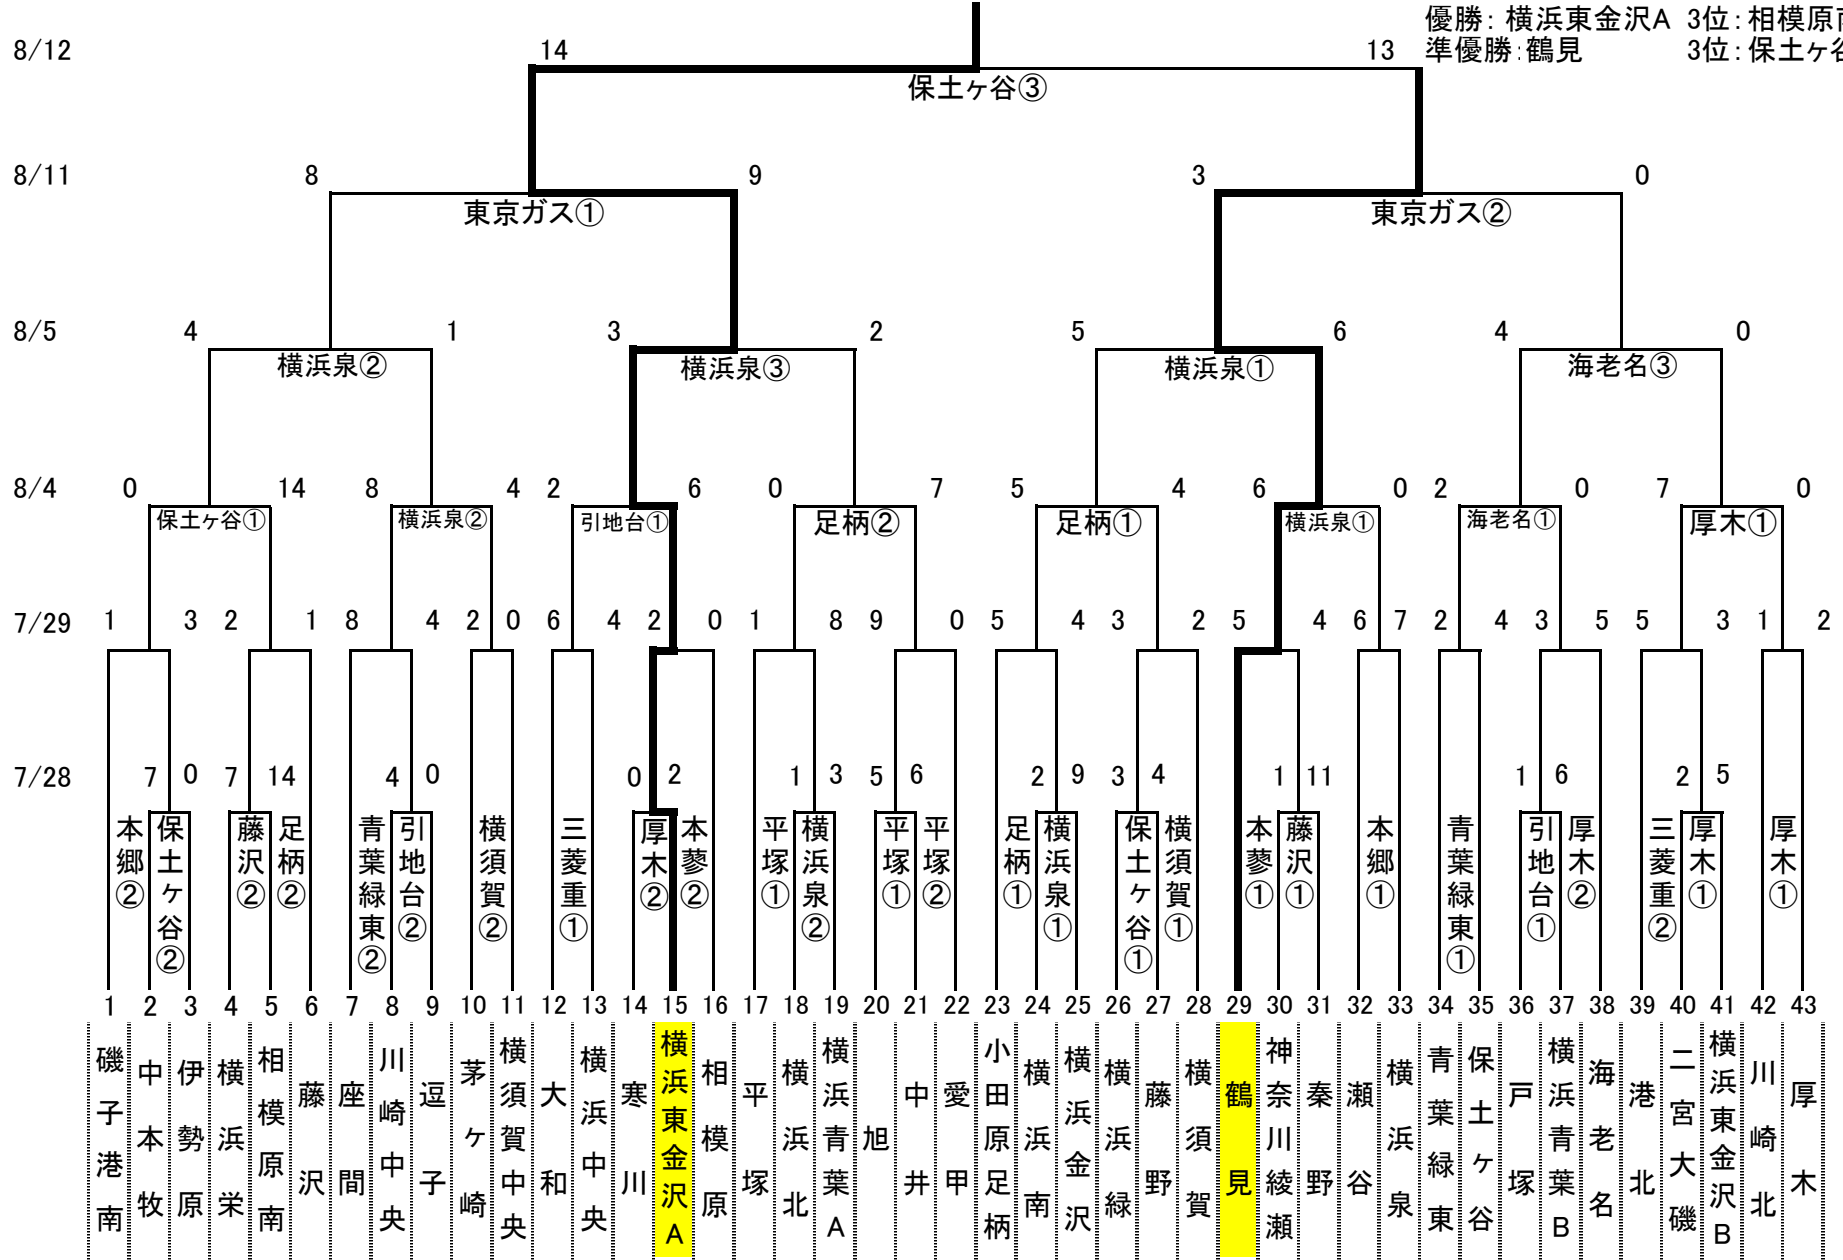 優勝：横浜東金沢A 3位：相模原南
8/12 14 13 準優勝：鶴見 3位：保土ヶ谷
保土ヶ谷③
8/11 8 9 3 0
東京ガス① 東京ガス②
8/5 4 1 3 2 5 6 4 0
横浜泉② 横浜泉③ 横浜泉① 海老名③
8/4 0 14 8 4 2 6 0 7 5 4 6 0 2 0 7 0
保土ヶ谷① 横浜泉② 引地台① 足柄② 足柄① 横浜泉① 海老名① 厚木①
7/29 1 3 2 1 8 4 2 0 6 4 2 0 1 8 9 0 5 4 3 2 5 4 6 7 2 4 3 5 5 3 1 2
7/28 7 0 7 14 4 0 0 2 1 3 5 6 2 9 3 4 1 11 1 6 2 5
本郷②
保土ヶ谷②
藤沢②
足柄②
青葉緑東②
引地台②
横須賀②
三菱重①
厚木②
本蓼②
平塚①
横浜泉②
平塚①
平塚②
足柄①
横浜泉①
保土ヶ谷①
横須賀①
本蓼①
藤沢①
本郷①
青葉緑東①
引地台①
厚木②
三菱重②
厚木①
厚木①
1 2 3 4 5 6 7 8 9 10 11 12 13 14 15 16 17 18 19 20 21 22 23 24 25 26 27 28 29 30 31 32 33 34 35 36 37 38 39 40 41 42 43
磯子港南
中本牧
伊勢原
横浜栄
相模原南
藤沢
座間
川崎中央
逗子
茅ヶ崎
横須賀中央
大和
横浜中央
寒川
横浜東金沢A
相模原
平塚
横浜北
横浜青葉A
旭
中井
愛甲
小田原足柄
横浜南
横浜金沢
横浜緑
藤野
横須賀
鶴見
神奈川綾瀬
秦野
瀬谷
横浜泉
青葉緑東
保土ヶ谷
戸塚
横浜青葉B
海老名
港北
二宮大磯
横浜東金沢B
川崎北
厚木